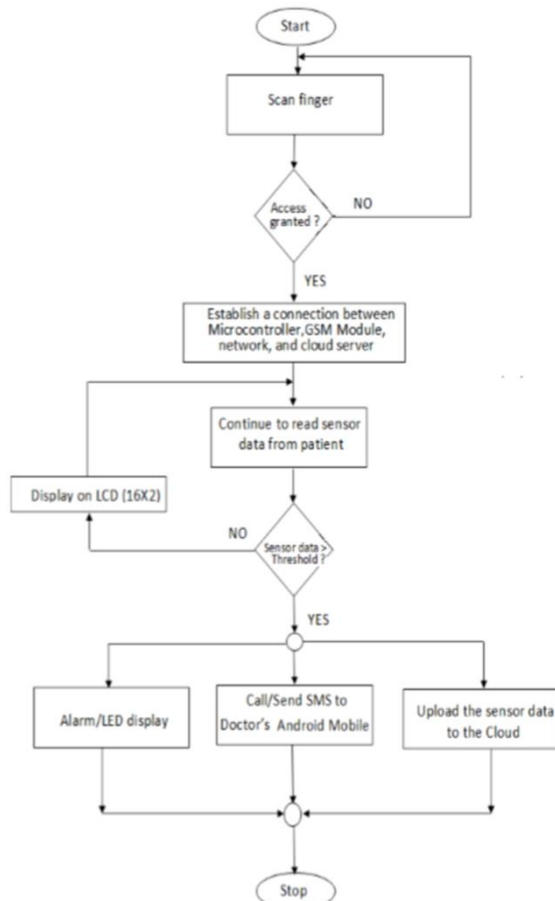 Start
Scan finger
Access
granted ?
NO
YES
Establish a connection between
Microcontroller,GSM Module,
network, and cloud server
Continue to read sensor
data from patient
Display on LCD (16X2)
NO
Sensor data >
Threshold ?
YES
Alarm/LED display
Call/Send SMS to
Doctor's Android Mobile
Upload the sensor data
to the Cloud
Stop